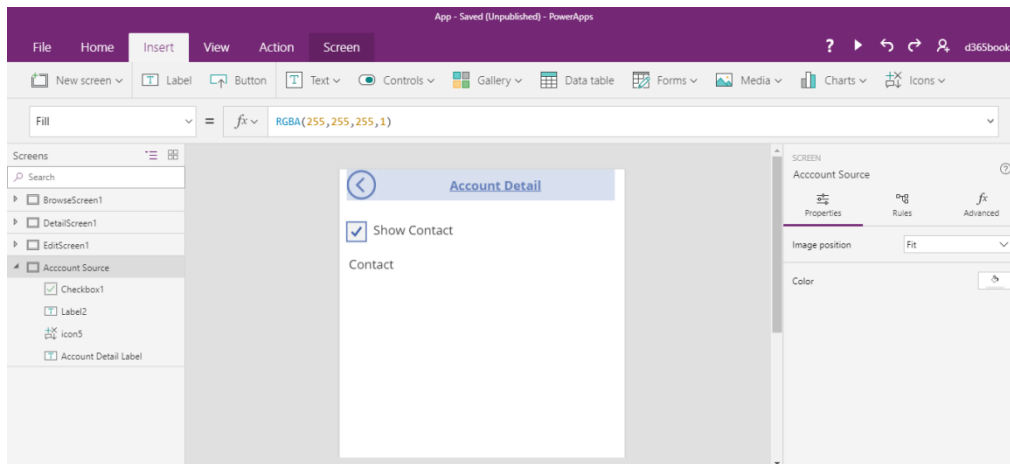 App - Saved (Unpublished) - PowerApps
File Home Insert View Action Screen ? d365book
New screen Label Button Text Controls Gallery Data table Forms Media Charts Icons
Fill = fx RGBA(255,255,255,1)
Screens
Search
BrowseScreen1
DetailScreen1
EditScreen1
Acccount Source
Checkbox1
Label2
icon5
Account Detail Label
Account Detail
Show Contact
Contact
SCREEN
Acccount Source
Properties Rules Advanced
Image position Fit
Color